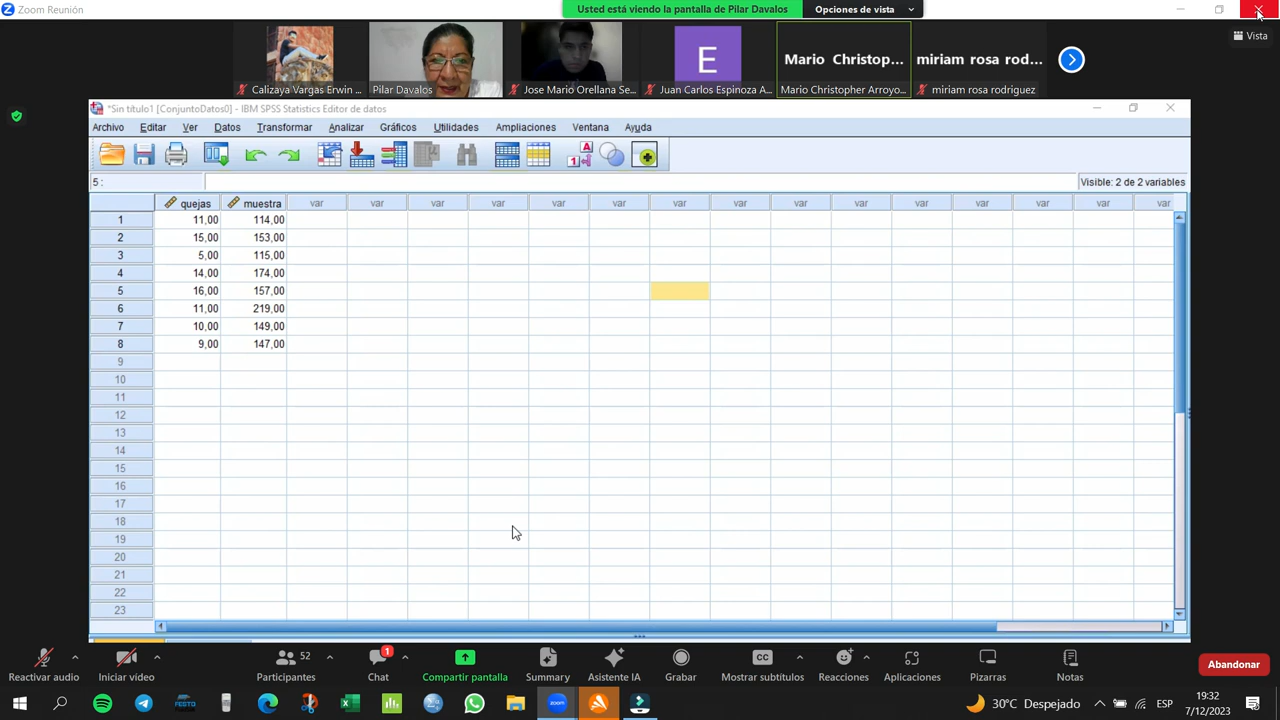 Zoom Reunión
Usted está viendo la pantalla de Pilar Davalos
Opciones de vista
Vista
Calizaya Vargas Erwin ...
Pilar Davalos
Jose Mario Orellana Se...
E
Juan Carlos Espinoza A...
Mario Christop...
Mario Christopher Arroyo...
miriam rosa rod...
miriam rosa rodriguez
*Sin título1 [ConjuntoDatos0] - IBM SPSS Statistics Editor de datos
Archivo Editar Ver Datos Transformar Analizar Gráficos Utilidades Ampliaciones Ventana Ayuda
5 :
Visible: 2 de 2 variables
quejas muestra var var var var var var var var var var var var var var var
1 11,00 114,00
2 15,00 153,00
3 5,00 115,00
4 14,00 174,00
5 16,00 157,00
6 11,00 219,00
7 10,00 149,00
8 9,00 147,00
9
10
11
12
13
14
15
16
17
18
19
20
21
22
23
Reactivar audio
Iniciar video
52
Participantes
1
Chat
Compartir pantalla
Summary
Asistente IA
Grabar
CC
Mostrar subtítulos
Reacciones
Aplicaciones
Pizarras
Notas
Abandonar
FESTO
30°C Despejado
ESP
19:32
7/12/2023